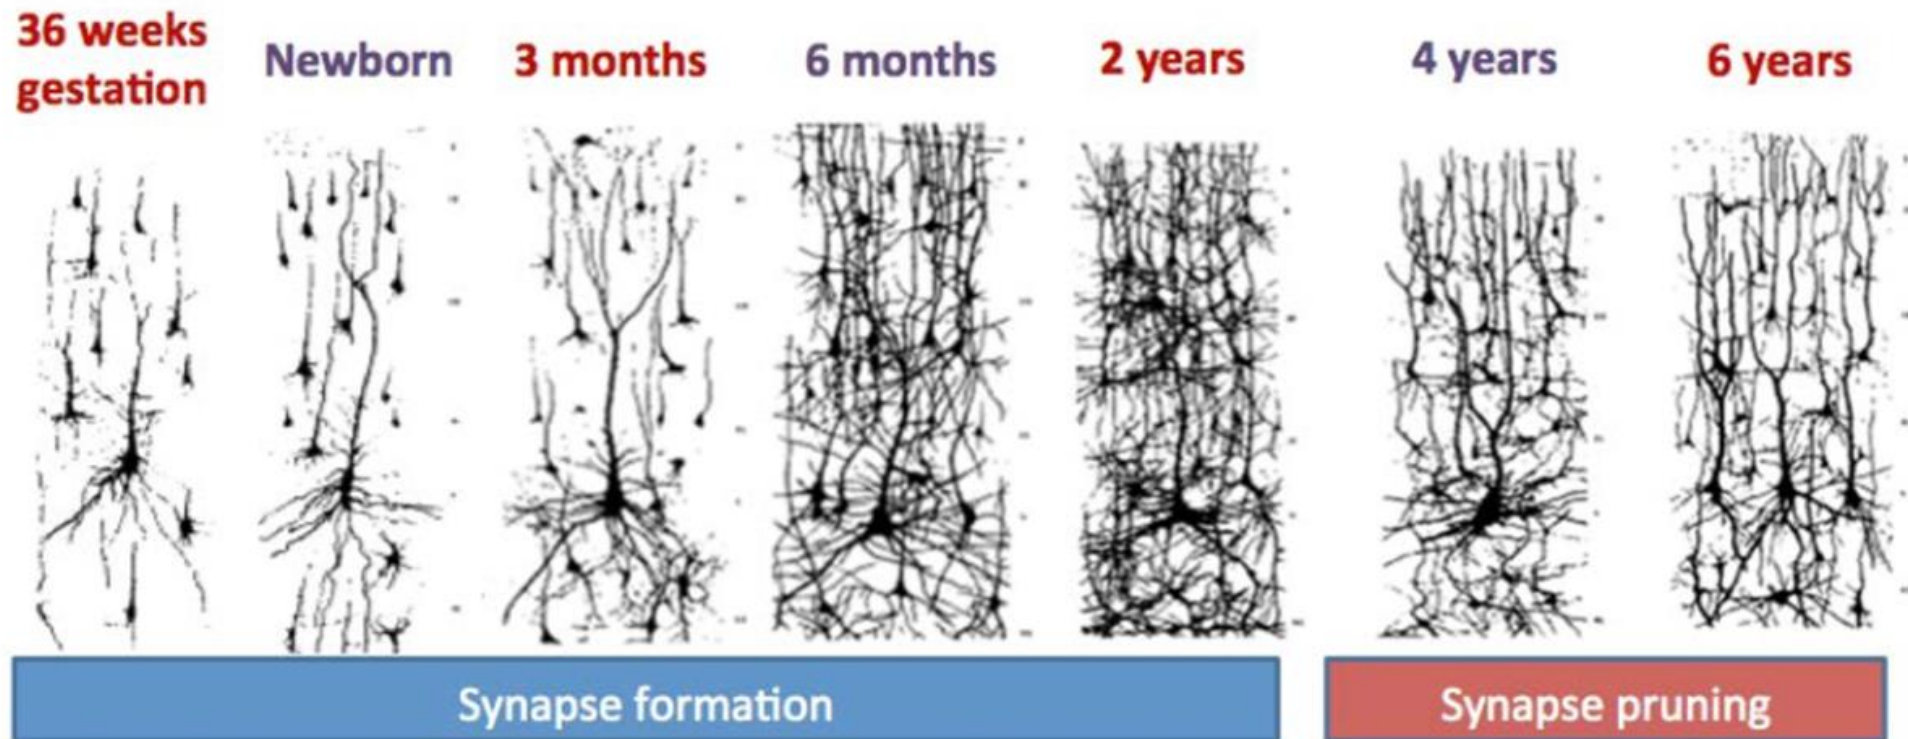 36 weeks
gestation
Newborn
3 months
6 months
2 years
4 years
6 years
Synapse formation
Synapse pruning